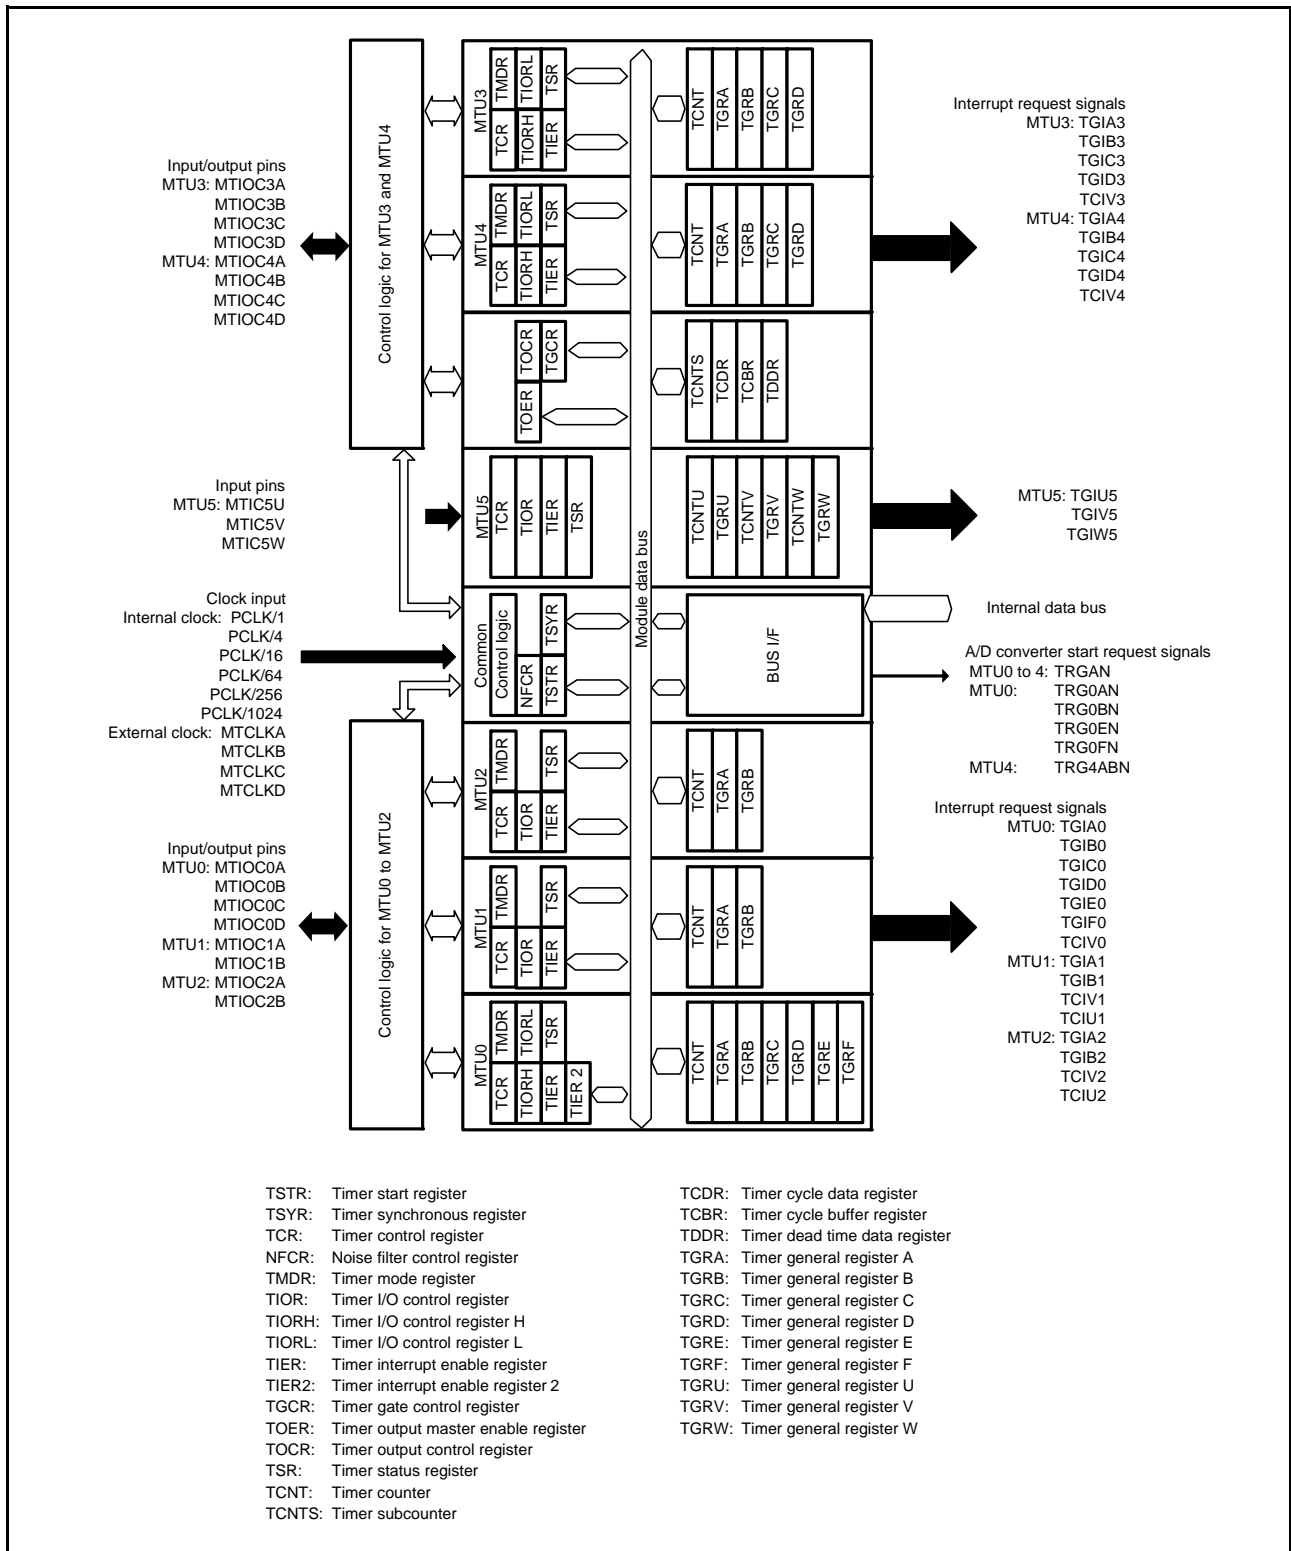 Input/output pins
MTU3: MTIOC3A
MTIOC3B
MTIOC3C
MTIOC3D
MTU4: MTIOC4A
MTIOC4B
MTIOC4C
MTIOC4D
Input pins
MTU5: MTIC5U
MTIC5V
MTIC5W
Clock input
Internal clock: PCLK/1
PCLK/4
PCLK/16
PCLK/64
PCLK/256
PCLK/1024
External clock: MTCLKA
MTCLKB
MTCLKC
MTCLKD
Input/output pins
MTU0: MTIOC0A
MTIOC0B
MTIOC0C
MTIOC0D
MTU1: MTIOC1A
MTIOC1B
MTU2: MTIOC2A
MTIOC2B
Control logic for MTU3 and MTU4
Control logic for MTU0 to MTU2
MTU3
TCR
TMDR
TIORH
TIORL
TIER
TSR
TCNT
TGRA
TGRB
TGRC
TGRD
MTU4
TCR
TMDR
TIORH
TIORL
TIER
TSR
TCNT
TGRA
TGRB
TGRC
TGRD
TOER
TOCR
TGCR
TCNTS
TCDR
TCBR
TDDR
MTU5
TCR
TIOR
TIER
TSR
TCNTU
TGRU
TCNTV
TGRV
TCNTW
TGRW
Module data bus
Common
Control logic
NFCR
TSTR
TSYR
BUS I/F
MTU2
TCR
TMDR
TIOR
TIER
TSR
TCNT
TGRA
TGRB
MTU1
TCR
TMDR
TIOR
TIER
TSR
TCNT
TGRA
TGRB
MTU0
TCR
TMDR
TIORH
TIORL
TIER
TSR
TIER 2
TCNT
TGRA
TGRB
TGRC
TGRD
TGRE
TGRF
Interrupt request signals
MTU3: TGIA3
TGIB3
TGIC3
TGID3
TCIV3
MTU4: TGIA4
TGIB4
TGIC4
TGID4
TCIV4
MTU5: TGIU5
TGIV5
TGIW5
Internal data bus
A/D converter start request signals
MTU0 to 4: TRGAN
MTU0: TRG0AN
TRG0BN
TRG0EN
TRG0FN
MTU4: TRG4ABN
Interrupt request signals
MTU0: TGIA0
TGIB0
TGIC0
TGID0
TGIE0
TGIF0
TCIV0
MTU1: TGIA1
TGIB1
TCIV1
TCIU1
MTU2: TGIA2
TGIB2
TCIV2
TCIU2
TSTR: Timer start register
TSYR: Timer synchronous register
TCR: Timer control register
NFCR: Noise filter control register
TMDR: Timer mode register
TIOR: Timer I/O control register
TIORH: Timer I/O control register H
TIORL: Timer I/O control register L
TIER: Timer interrupt enable register
TIER2: Timer interrupt enable register 2
TGCR: Timer gate control register
TOER: Timer output master enable register
TOCR: Timer output control register
TSR: Timer status register
TCNT: Timer counter
TCNTS: Timer subcounter
TCDR: Timer cycle data register
TCBR: Timer cycle buffer register
TDDR: Timer dead time data register
TGRA: Timer general register A
TGRB: Timer general register B
TGRC: Timer general register C
TGRD: Timer general register D
TGRE: Timer general register E
TGRF: Timer general register F
TGRU: Timer general register U
TGRV: Timer general register V
TGRW: Timer general register W